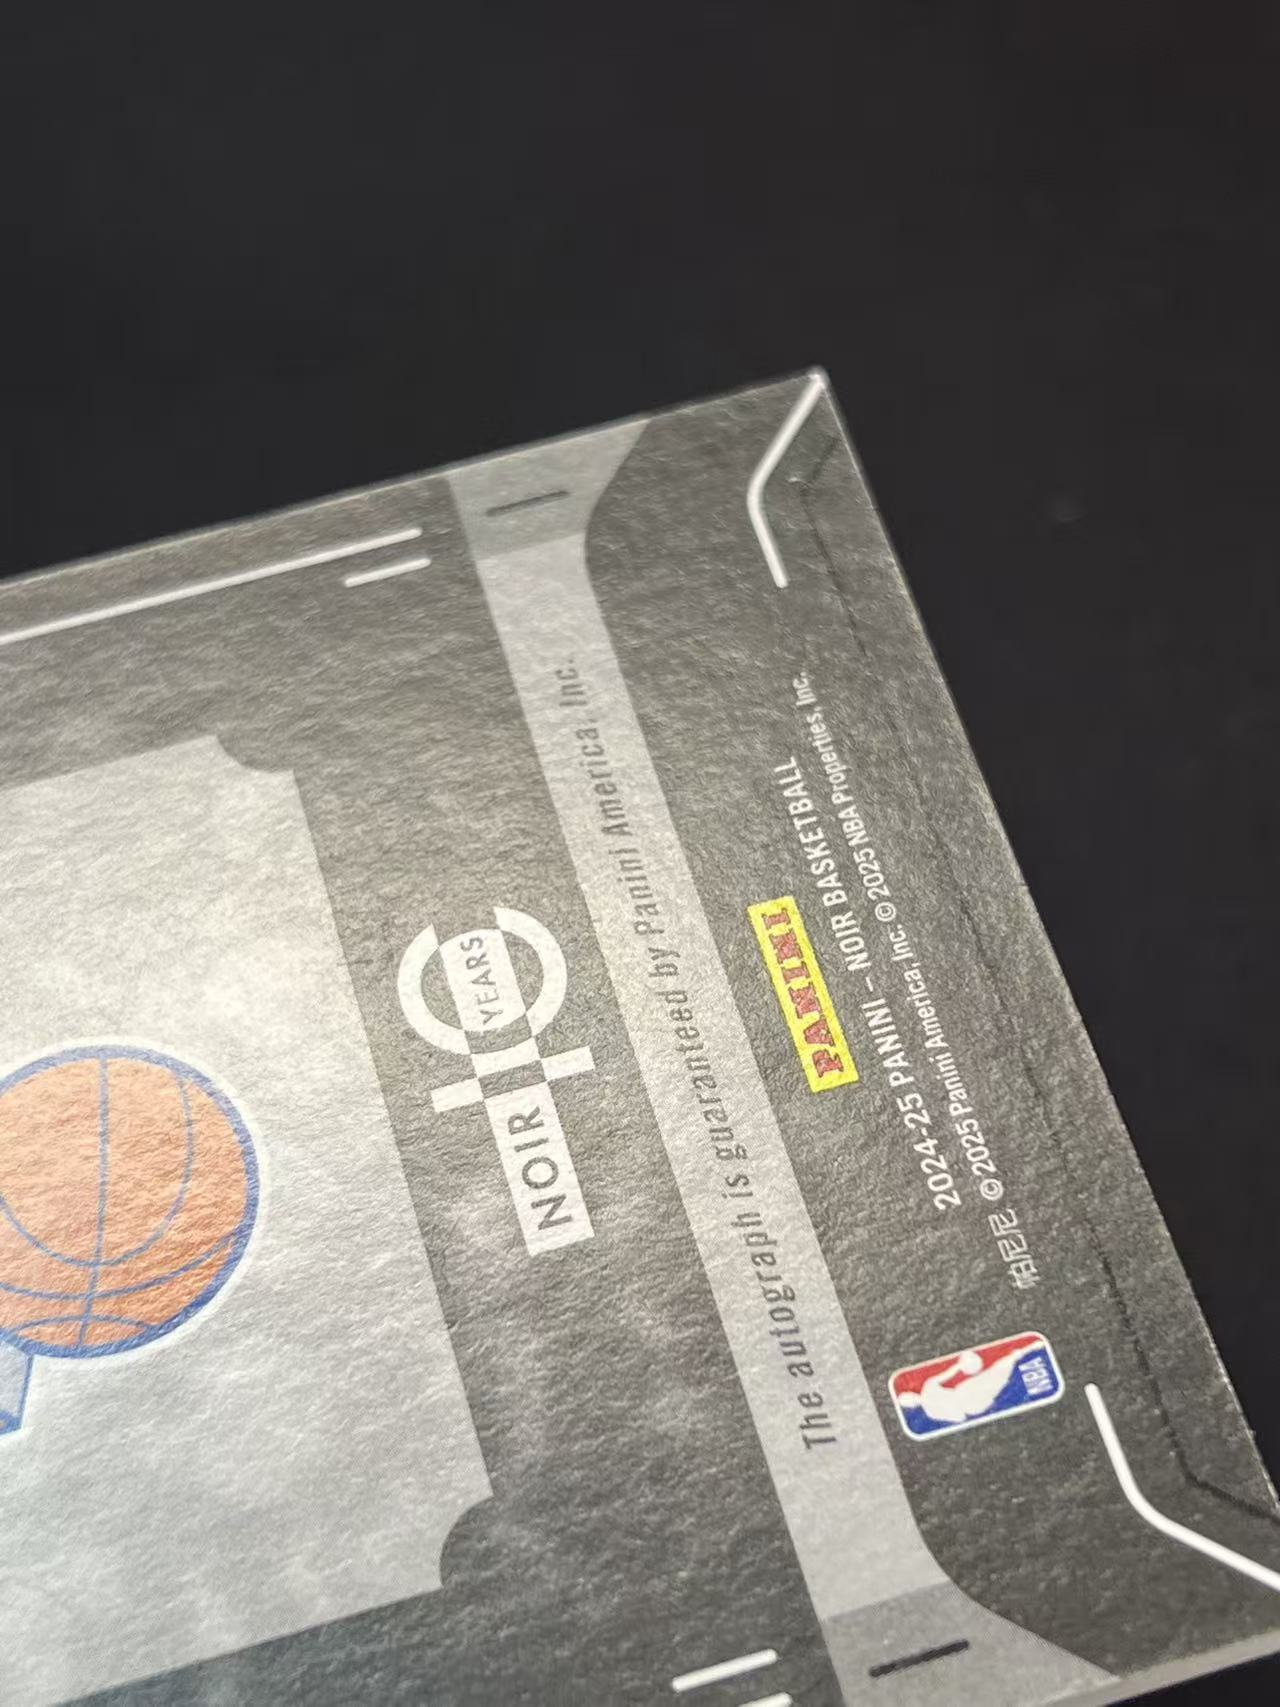 NOIR
10
YEARS
The autograph is guaranteed by Panini America, Inc.
PANINI
2024-25 PANINI – NOIR BASKETBALL
©2025 Panini America, Inc. ©2025 NBA Properties, Inc.
帕尼尼
NBA